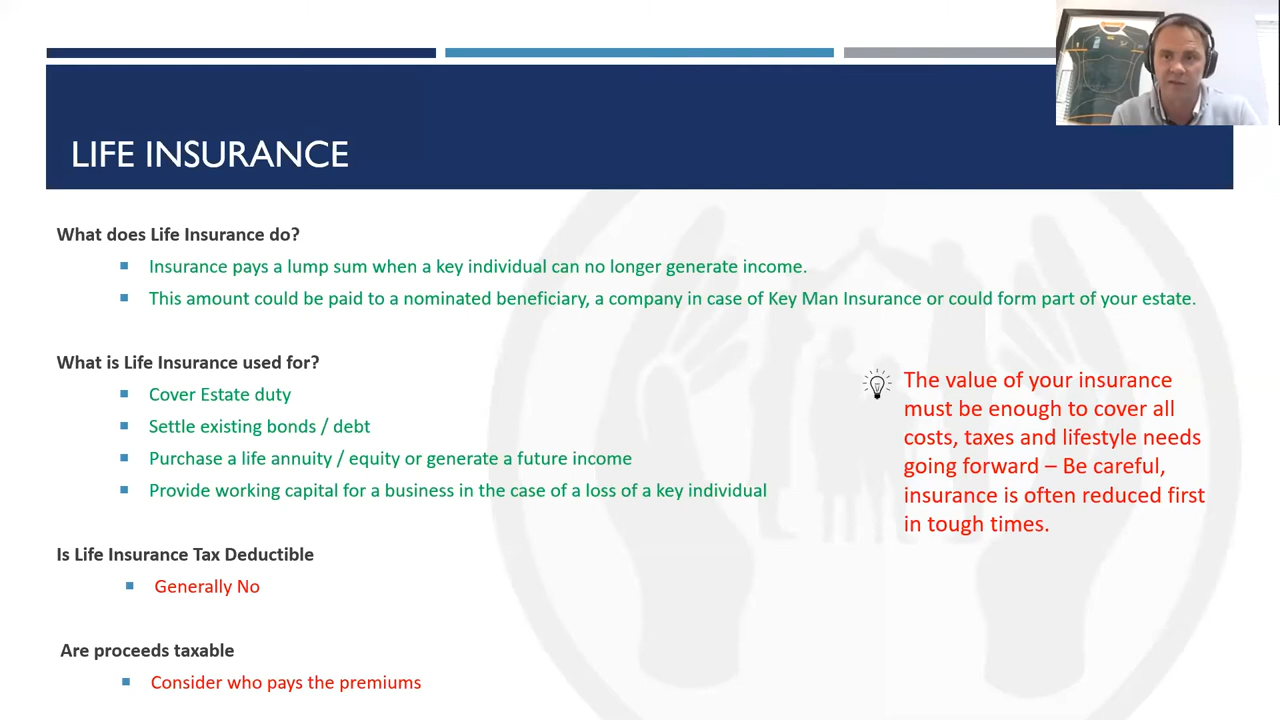 LIFE INSURANCE
What does Life Insurance do?
Insurance pays a lump sum when a key individual can no longer generate income.
This amount could be paid to a nominated beneficiary, a company in case of Key Man Insurance or could form part of your estate.
What is Life Insurance used for?
Cover Estate duty
Settle existing bonds / debt
Purchase a life annuity / equity or generate a future income
Provide working capital for a business in the case of a loss of a key individual
The value of your insurance
must be enough to cover all
costs, taxes and lifestyle needs
going forward – Be careful,
insurance is often reduced first
in tough times.
Is Life Insurance Tax Deductible
Generally No
Are proceeds taxable
Consider who pays the premiums